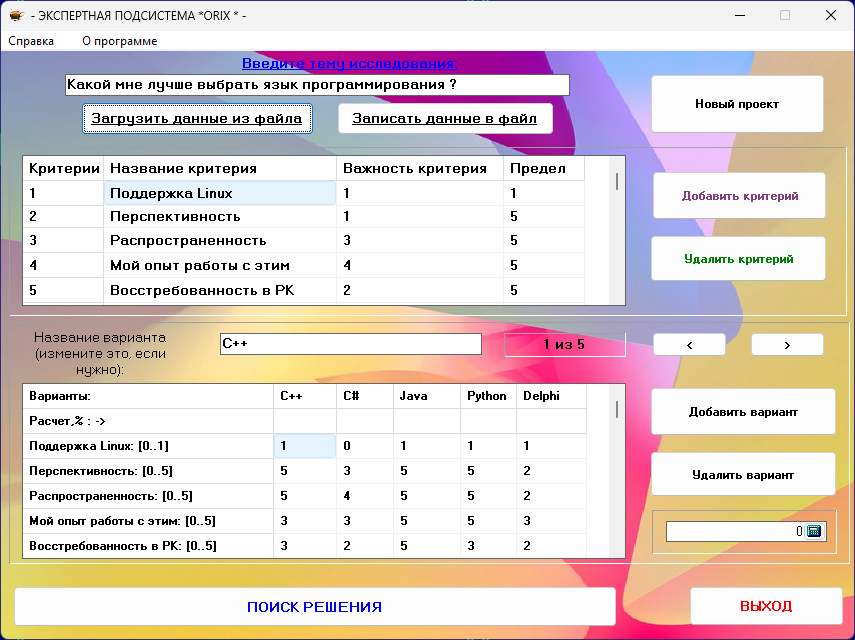 - ЭКСПЕРТНАЯ ПОДСИСТЕМА *ORIX * -
Справка О программе
Введите тему исследования:
Какой мне лучше выбрать язык программирования ?
Новый проект
Загрузить данные из файла Записать данные в файл
Критерии Название критерия Важность критерия Предел
1 Поддержка Linux 1 1
2 Перспективность 1 5
3 Распространенность 3 5
4 Мой опыт работы с этим 4 5
5 Восстребованность в РК 2 5
Добавить критерий
Удалить критерий
Название варианта
(измените это, если
нужно):
C++
1 из 5
< >
Варианты: C++ C# Java Python Delphi
Расчет,% : ->
Поддержка Linux: [0..1] 1 0 1 1 1
Перспективность: [0..5] 5 3 5 5 2
Распространенность: [0..5] 5 4 5 5 2
Мой опыт работы с этим: [0..5] 3 3 5 5 3
Восстребованность в РК: [0..5] 3 2 5 3 2
Добавить вариант
Удалить вариант
0
ПОИСК РЕШЕНИЯ
ВЫХОД